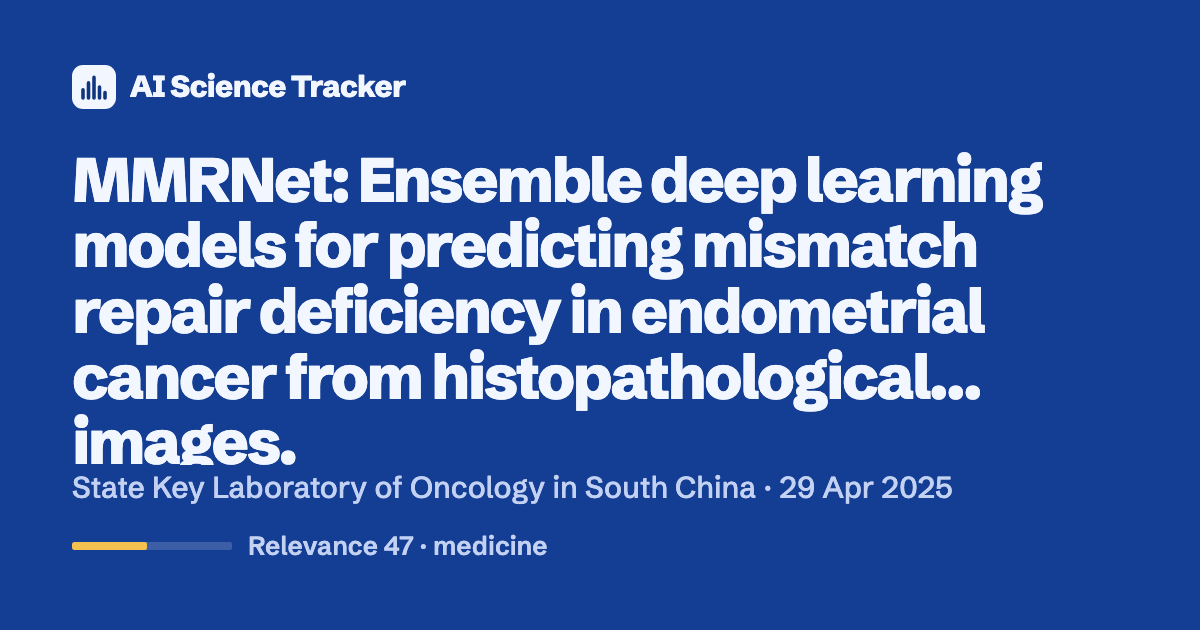 AI Science Tracker
MMRNet: Ensemble deep learning
models for predicting mismatch
repair deficiency in endometrial
cancer from histopathological...
images.
State Key Laboratory of Oncology in South China · 29 Apr 2025
Relevance 47 · medicine